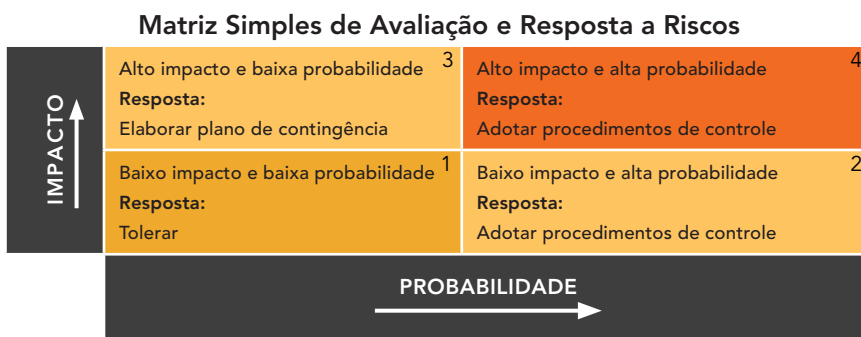 Matriz Simples de Avaliação e Resposta a Riscos
IMPACTO
Alto impacto e baixa probabilidade 3
Resposta:
Elaborar plano de contingência
Alto impacto e alta probabilidade 4
Resposta:
Adotar procedimentos de controle
Baixo impacto e baixa probabilidade 1
Resposta:
Tolerar
Baixo impacto e alta probabilidade 2
Resposta:
Adotar procedimentos de controle
PROBABILIDADE